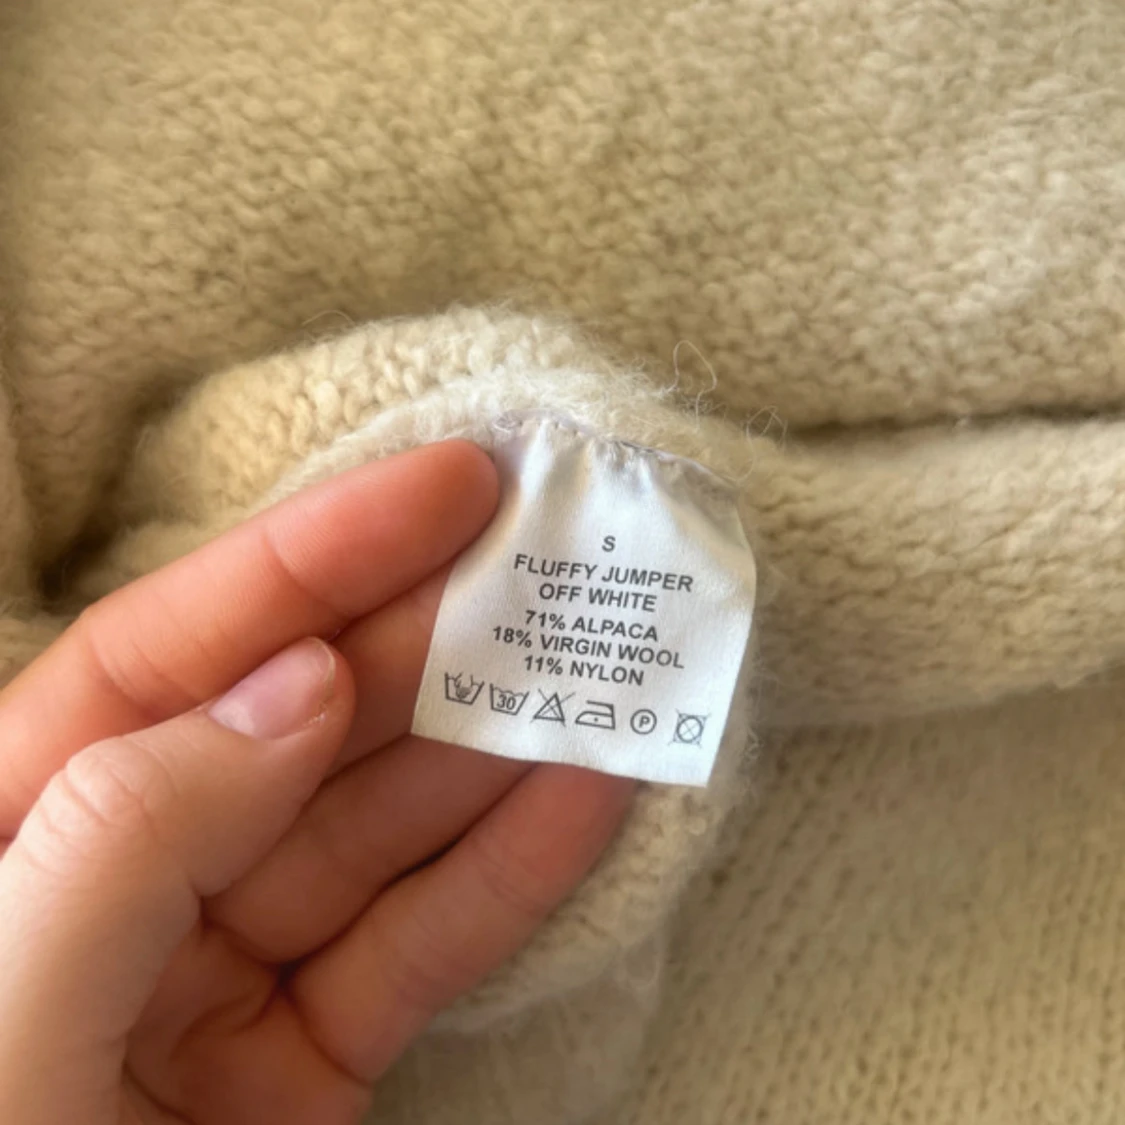 S
FLUFFY JUMPER
OFF WHITE
71% ALPACA
18% VIRGIN WOOL
11% NYLON
30
P